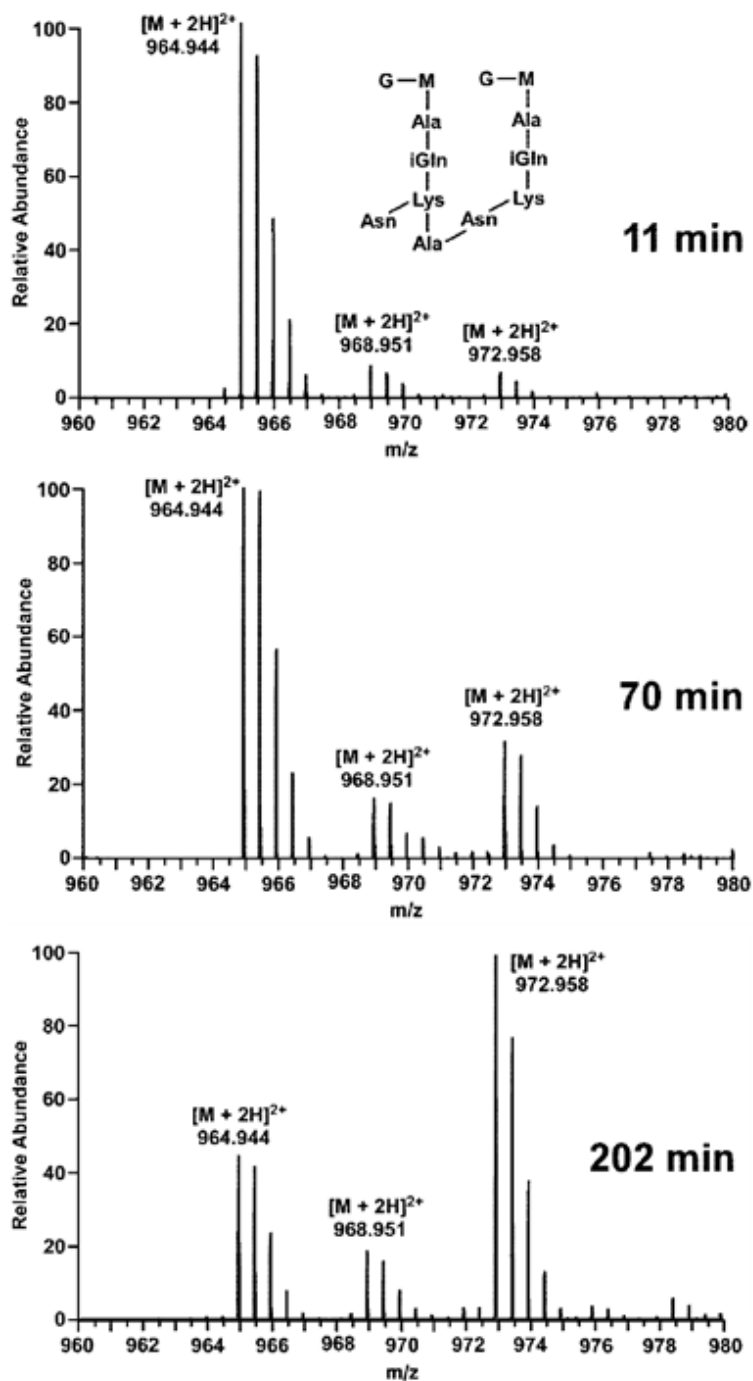 [M + 2H]2+
964.944
100
80
60
40
20
0
Relative Abundance
G—M G—M
Ala Ala
iGln iGln
Lys Lys
Asn Asn
Ala
11 min
[M + 2H]2+
968.951
[M + 2H]2+
972.958
960 962 964 966 968 970 972 974 976 978 980
m/z
[M + 2H]2+
964.944
100
80
60
40
20
0
Relative Abundance
70 min
[M + 2H]2+
968.951
[M + 2H]2+
972.958
960 962 964 966 968 970 972 974 976 978 980
m/z
[M + 2H]2+
972.958
100
80
60
40
20
0
Relative Abundance
[M + 2H]2+
964.944
[M + 2H]2+
968.951
202 min
960 962 964 966 968 970 972 974 976 978 980
m/z